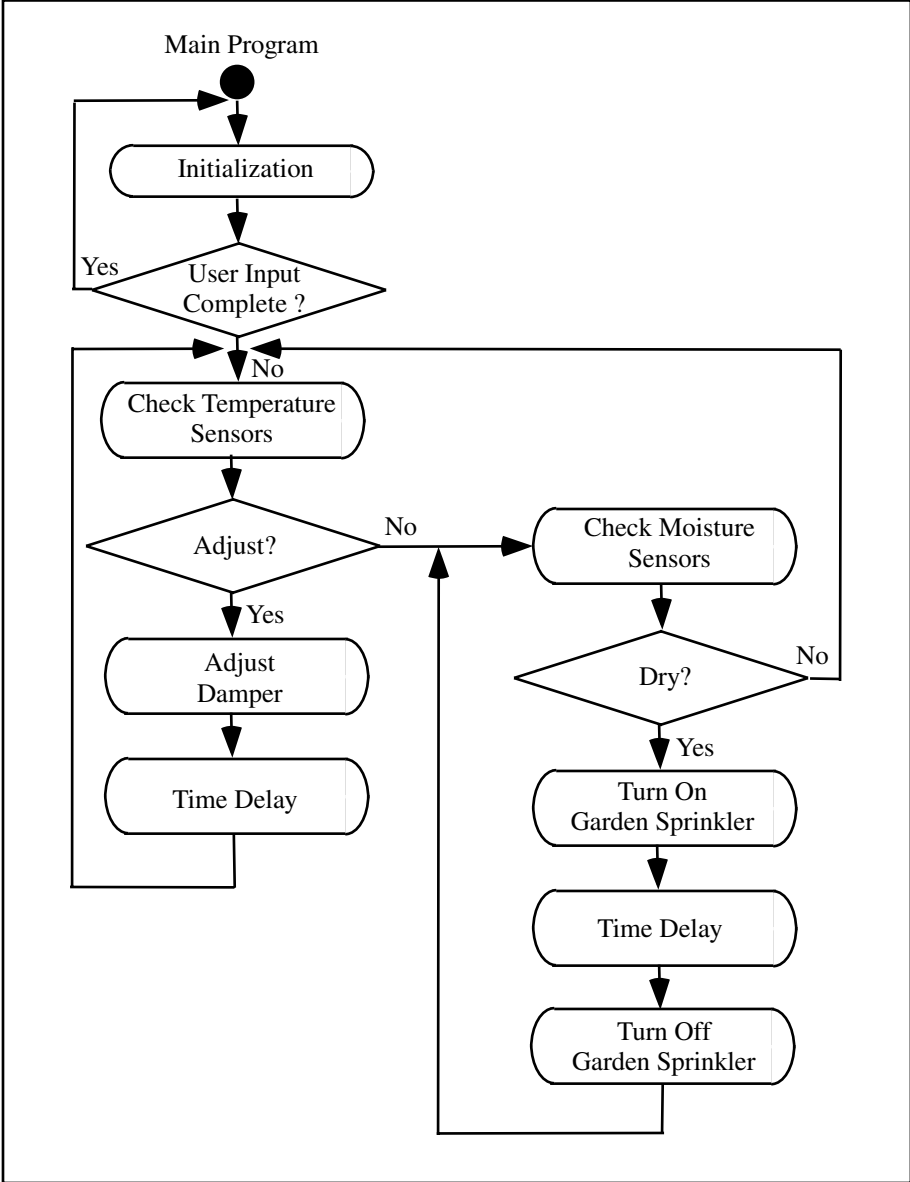 Main Program
Initialization
User Input
Complete ?
Yes
No
Check Temperature
Sensors
Adjust?
No
Yes
Adjust
Damper
Time Delay
Check Moisture
Sensors
Dry?
No
Yes
Turn On
Garden Sprinkler
Time Delay
Turn Off
Garden Sprinkler